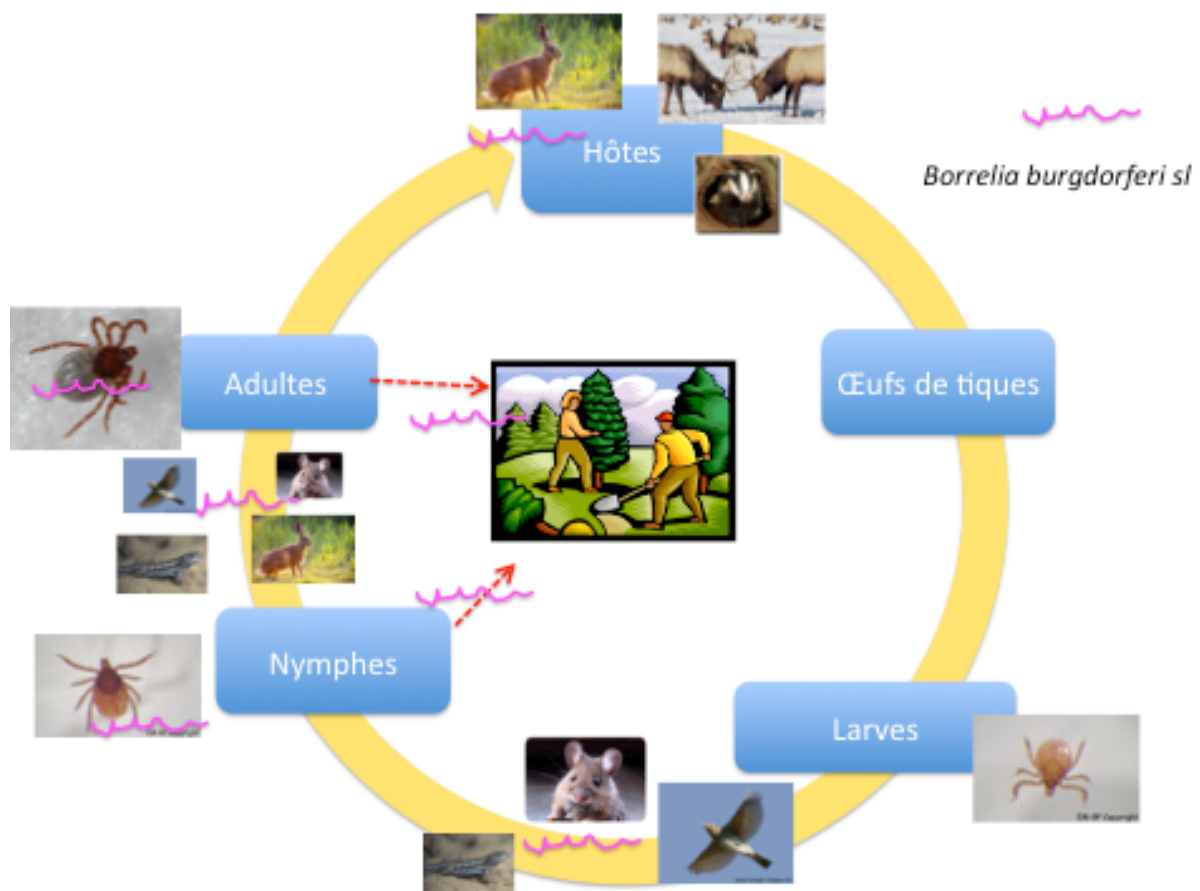 Hôtes
Borrelia burgdorferi sl
Adultes
Œufs de tiques
Nymphes
Larves